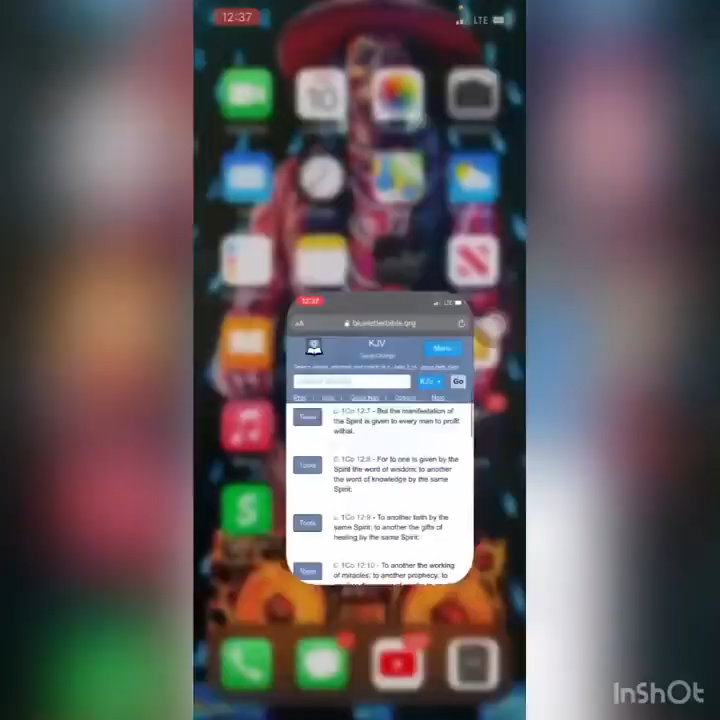 12:37
LTE
10
12:37
LTE
AA
blueletterbible.org
KJV
KJV
Go
Tools
1Co 12:7 - But the manifestation of
the Spirit is given to every man to profit
withal.
Tools
1Co 12:8 - For to one is given by the
Spirit the word of wisdom; to another
the word of knowledge by the same
Spirit;
Tools
1Co 12:9 - To another faith by the
same Spirit; to another the gifts of
healing by the same Spirit;
Tools
1Co 12:10 - To another the working
of miracles; to another prophecy; to
InShOt